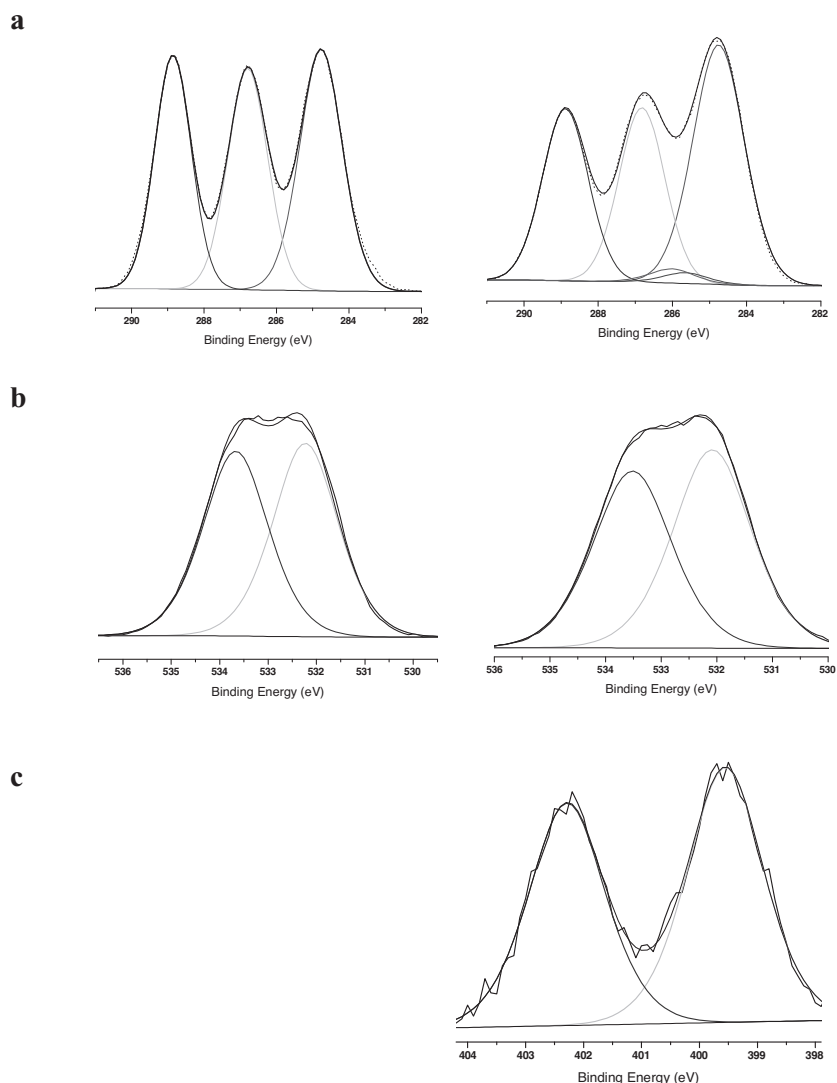 a
290 288 286 284 282
Binding Energy (eV)
290 288 286 284 282
Binding Energy (eV)
b
536 535 534 533 532 531 530
Binding Energy (eV)
536 535 534 533 532 531 530
Binding Energy (eV)
c
404 403 402 401 400 399 398
Binding Energy (eV)